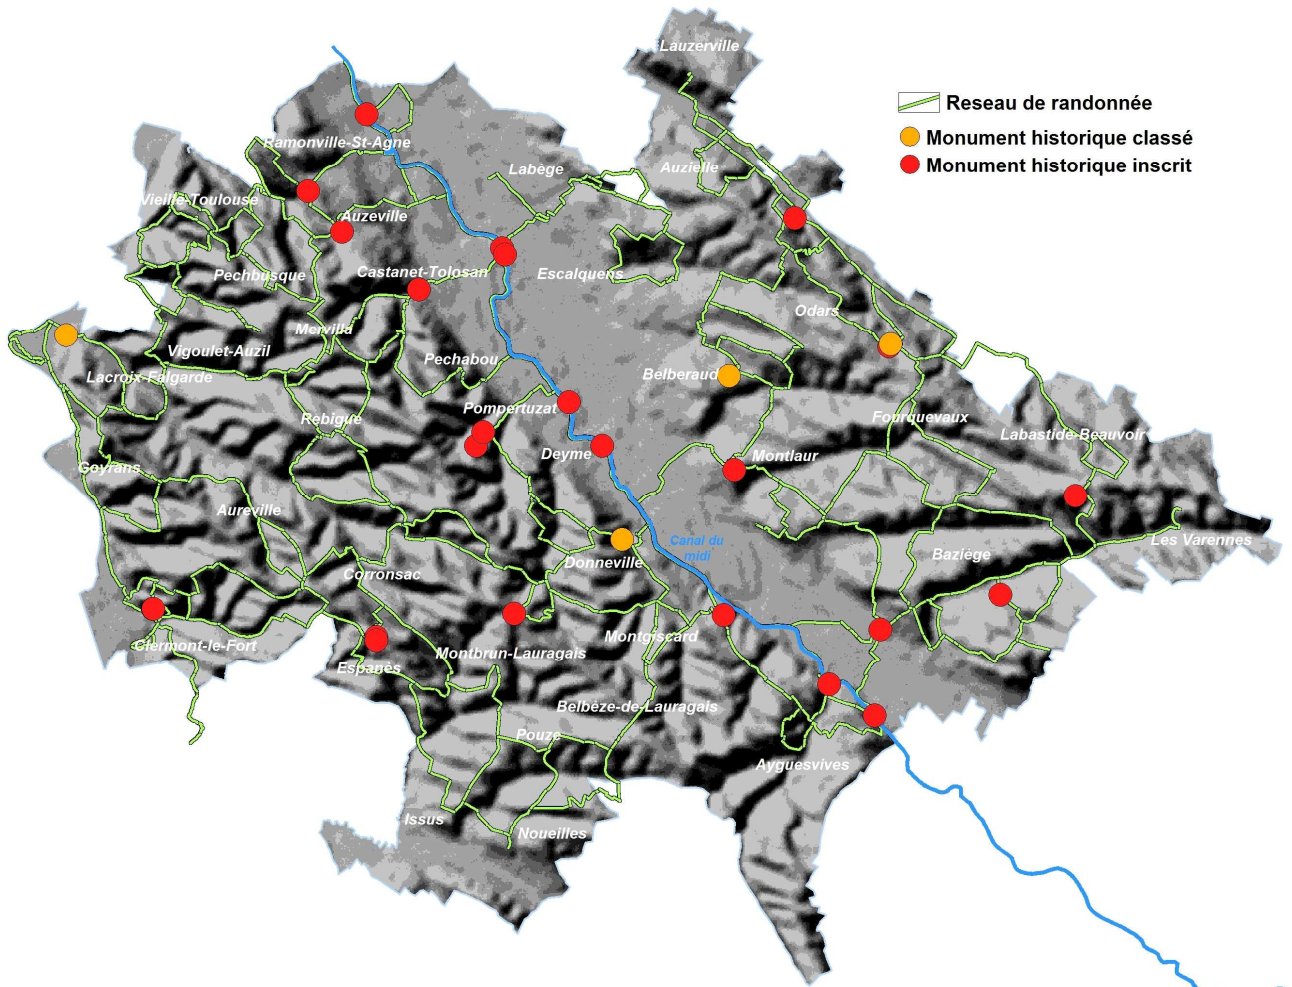 Lauzerville
Reseau de randonnée
Monument historique classé
Monument historique inscrit
Ramonville-St-Agne
Labège
Auzielle
Vieille-Toulouse
Auzeville
Pechbusque
Castanet-Tolosan
Escalquens
Odars
Mervilla
Vigoulet-Auzil
Pechabou
Belberaud
Lacroix-Falgarde
Pompertuzat
Rebigue
Fourquevaux
Labastide-Beauvoir
Deyme
Montlaur
Goyrans
Aureville
Canal du
midi
Les Varennes
Baziège
Donneville
Corronsac
Montgiscard
Clermont-le-Fort
Montbrun-Lauragais
Espanès
Belbèze-de-Lauragais
Pouze
Ayguesvives
Issus
Noueilles